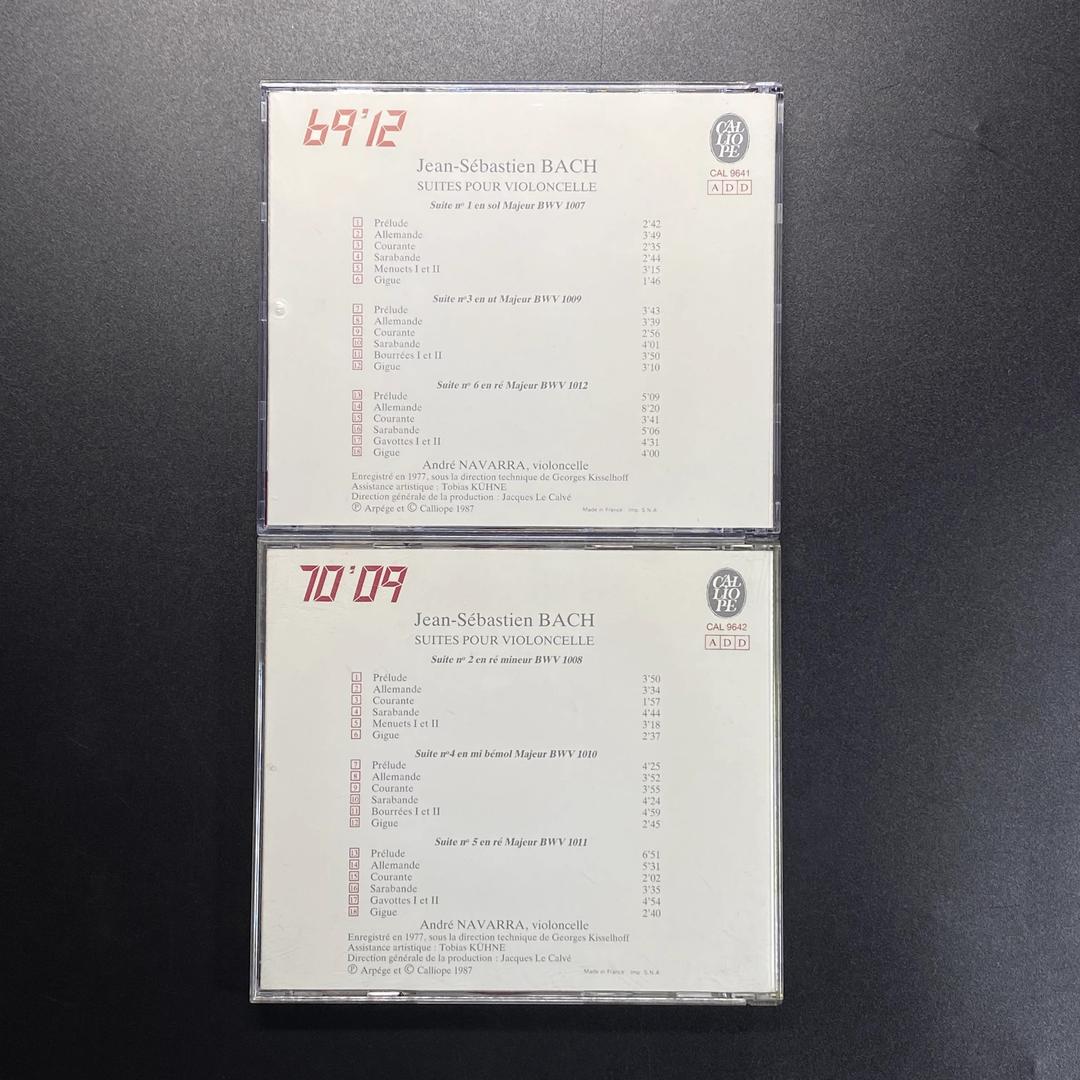 69'12
CAL
LIO
PE
CAL 9641
A D D
Jean-Sébastien BACH
SUITES POUR VIOLONCELLE
Suite nº 1 en sol Majeur BWV 1007
1 Prélude 2'42
2 Allemande 3'49
3 Courante 2'35
4 Sarabande 2'44
5 Menuets I et II 3'15
6 Gigue 1'46
Suite nº3 en ut Majeur BWV 1009
7 Prélude 3'43
8 Allemande 3'39
9 Courante 2'56
10 Sarabande 4'01
11 Bourrées I et II 3'50
12 Gigue 3'10
Suite nº 6 en ré Majeur BWV 1012
13 Prélude 5'09
14 Allemande 8'20
15 Courante 3'41
16 Sarabande 5'06
17 Gavottes I et II 4'31
18 Gigue 4'00
André NAVARRA, violoncelle
Enregistré en 1977, sous la direction technique de Georges Kisselhoff
Assistance artistique : Tobias KÜHNE
Direction générale de la production : Jacques Le Calvé
℗ Arpége et © Calliope 1987
Made in France Imp. S.N.A.
70'09
CAL
LIO
PE
CAL 9642
A D D
Jean-Sébastien BACH
SUITES POUR VIOLONCELLE
Suite nº 2 en ré mineur BWV 1008
1 Prélude 3'50
2 Allemande 3'34
3 Courante 1'57
4 Sarabande 4'44
5 Menuets I et II 3'18
6 Gigue 2'37
Suite nº4 en mi bémol Majeur BWV 1010
7 Prélude 4'25
8 Allemande 3'52
9 Courante 3'55
10 Sarabande 4'24
11 Bourrées I et II 4'59
12 Gigue 2'45
Suite nº 5 en ré Majeur BWV 1011
13 Prélude 6'51
14 Allemande 5'31
15 Courante 2'02
16 Sarabande 3'35
17 Gavottes I et II 4'54
18 Gigue 2'40
André NAVARRA, violoncelle
Enregistré en 1977, sous la direction technique de Georges Kisselhoff
Assistance artistique : Tobias KÜHNE
Direction générale de la production : Jacques Le Calvé
℗ Arpége et © Calliope 1987
Made in France Imp. S.N.A.